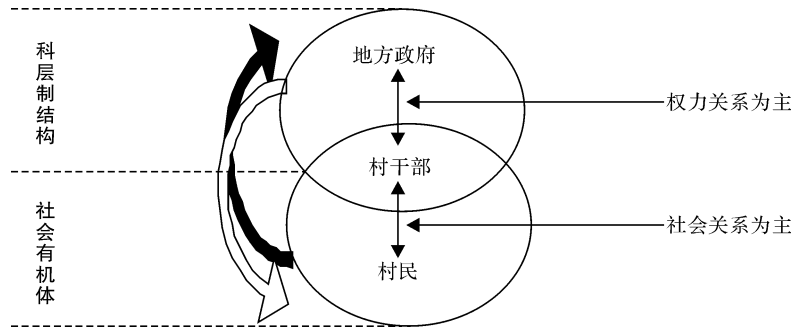 科层制结构
地方政府
权力关系为主
村干部
社会有机体
社会关系为主
村民